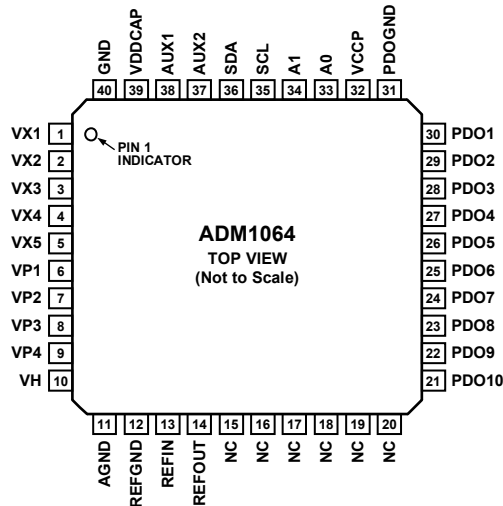 GND VDDCAP AUX1 AUX2 SDA SCL A1 A0 VCCP PDOGND
40 39 38 37 36 35 34 33 32 31
VX1 1
VX2 2
VX3 3
VX4 4
VX5 5
VP1 6
VP2 7
VP3 8
VP4 9
VH 10
PIN 1
INDICATOR
ADM1064
TOP VIEW
(Not to Scale)
30 PDO1
29 PDO2
28 PDO3
27 PDO4
26 PDO5
25 PDO6
24 PDO7
23 PDO8
22 PDO9
21 PDO10
11 12 13 14 15 16 17 18 19 20
AGND REFGND REFIN REFOUT NC NC NC NC NC NC